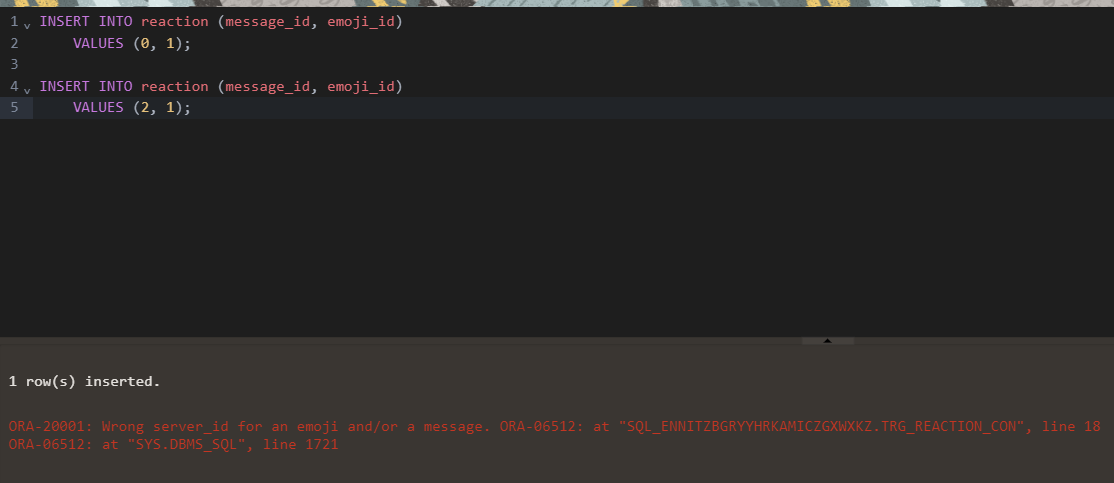 1 INSERT INTO reaction (message_id, emoji_id)
2 VALUES (0, 1);
3
4 INSERT INTO reaction (message_id, emoji_id)
5 VALUES (2, 1);
1 row(s) inserted.
ORA-20001: Wrong server_id for an emoji and/or a message. ORA-06512: at "SQL_ENNITZBGRYYHRKAMICZGXWXKZ.TRG_REACTION_CON", line 18
ORA-06512: at "SYS.DBMS_SQL", line 1721